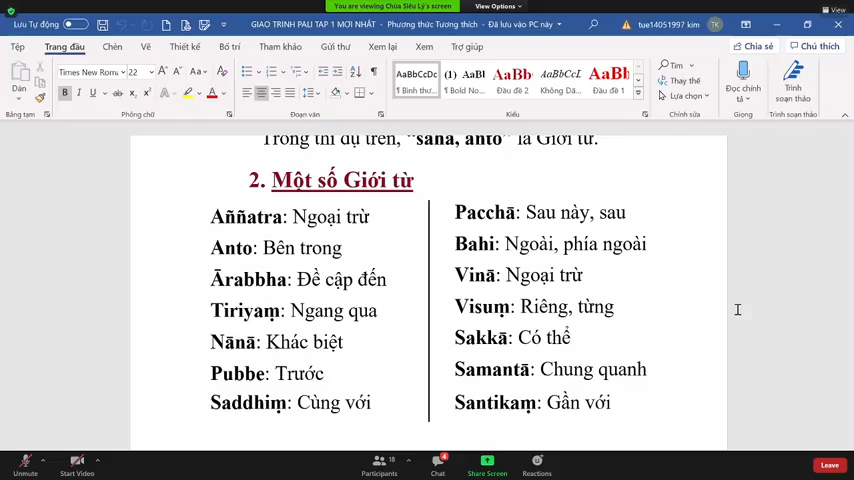 You are viewing Chùa Siêu Lý's screen
View Options
View
Lưu Tự động
GIAO TRINH PALI TAP 1 MOI NHẤT - Phương thức Tương thích - Đã lưu vào PC này
tue14051997 kim
TK
Tệp
Trang đầu
Chèn
Vẽ
Thiết kế
Bố trí
Tham khảo
Gửi thư
Xem lại
Xem
Trợ giúp
Chia sẻ
Chú thích
Dán
Times New Roma
22
AaBbCcDc
(1) AaBl
AaBb(
AaBbCcL
AaBb
¶ Bình thư...
¶ Bold No...
Đầu đề 2
Không Dã...
Đầu đề 1
Tìm
Thay thế
Lựa chọn
Đọc chính tả
Trình soạn thảo
Bảng tạm
Phông chữ
Đoạn văn
Kiểu
Chỉnh sửa
Giọng
Trình soạn thảo
Trong thí dụ trên, "saha, anto" là Giới từ.
2. Một số Giới từ
Aññatra: Ngoại trừ
Anto: Bên trong
Ārabbha: Đề cập đến
Tiriyaṃ: Ngang qua
Nānā: Khác biệt
Pubbe: Trước
Saddhiṃ: Cùng với
Pacchā: Sau này, sau
Bahi: Ngoài, phía ngoài
Vinā: Ngoại trừ
Visuṃ: Riêng, từng
Sakkā: Có thể
Samantā: Chung quanh
Santikaṃ: Gần với
Unmute
Start Video
18
Participants
4
Chat
Share Screen
Reactions
Leave